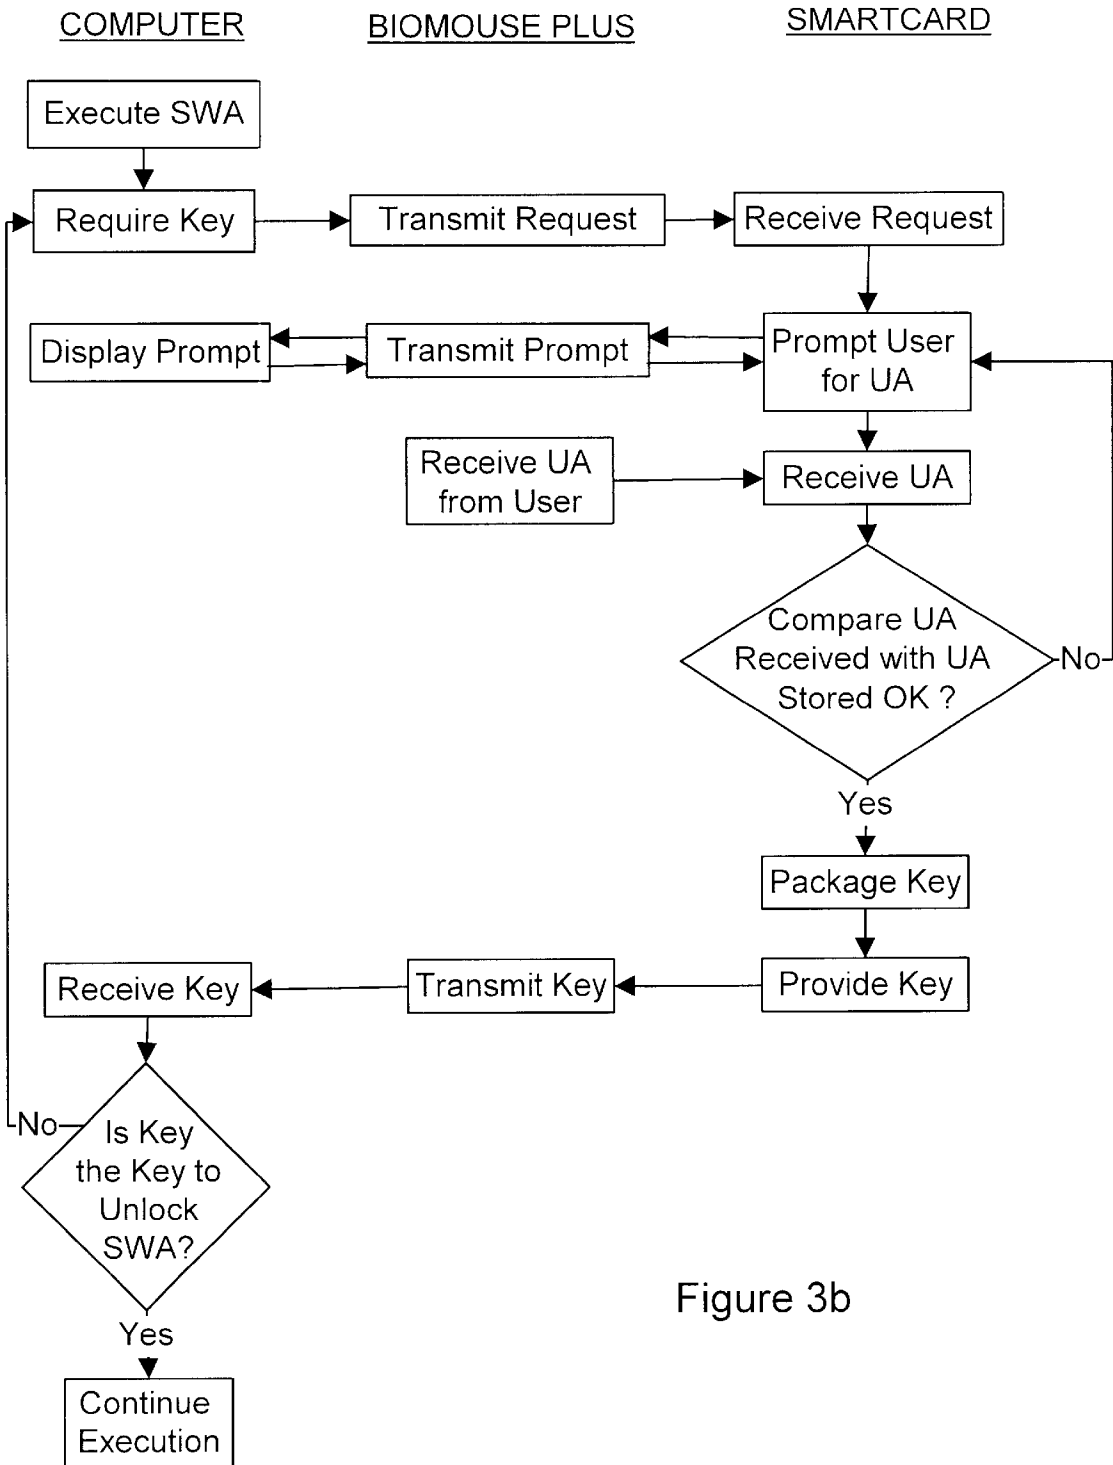 COMPUTER
BIOMOUSE PLUS
SMARTCARD
Execute SWA
Require Key
Transmit Request
Receive Request
Display Prompt
Transmit Prompt
Prompt User
for UA
Receive UA
from User
Receive UA
Compare UA
Received with UA
Stored OK ?
No
Yes
Package Key
Receive Key
Transmit Key
Provide Key
No
Is Key
the Key to
Unlock
SWA?
Yes
Continue
Execution
Figure 3b